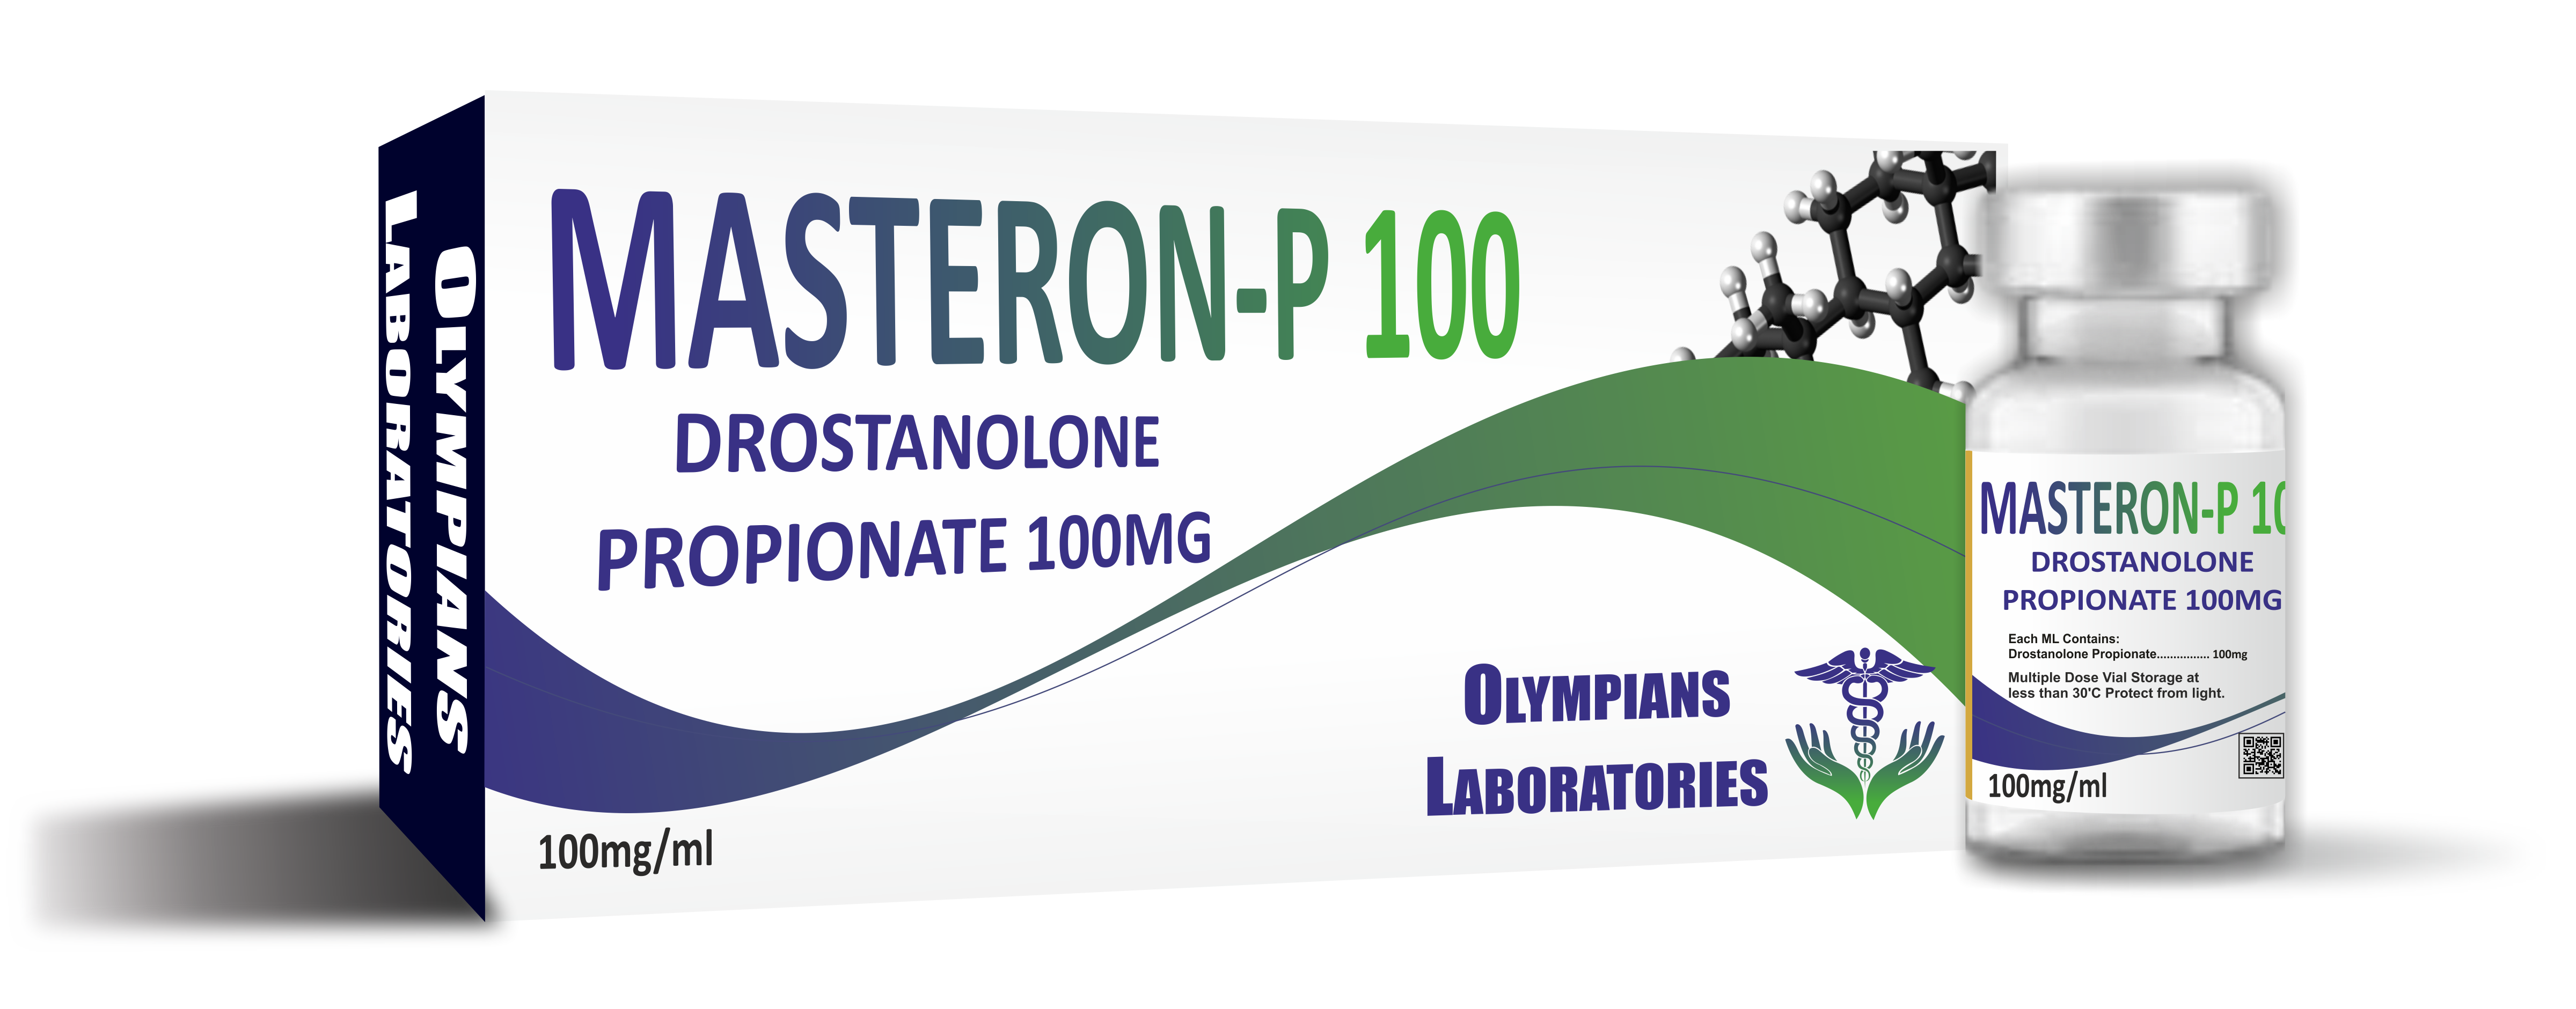 OLYMPIANS
LABORATORIES
MASTERON-P 100
DROSTANOLONE
PROPIONATE 100MG
OLYMPIANS
LABORATORIES
100mg/ml
MASTERON-P 10
DROSTANOLONE
PROPIONATE 100MG
Each ML Contains:
Drostanolone Propionate............... 100mg
Multiple Dose Vial Storage at
less than 30'C Protect from light.
100mg/ml